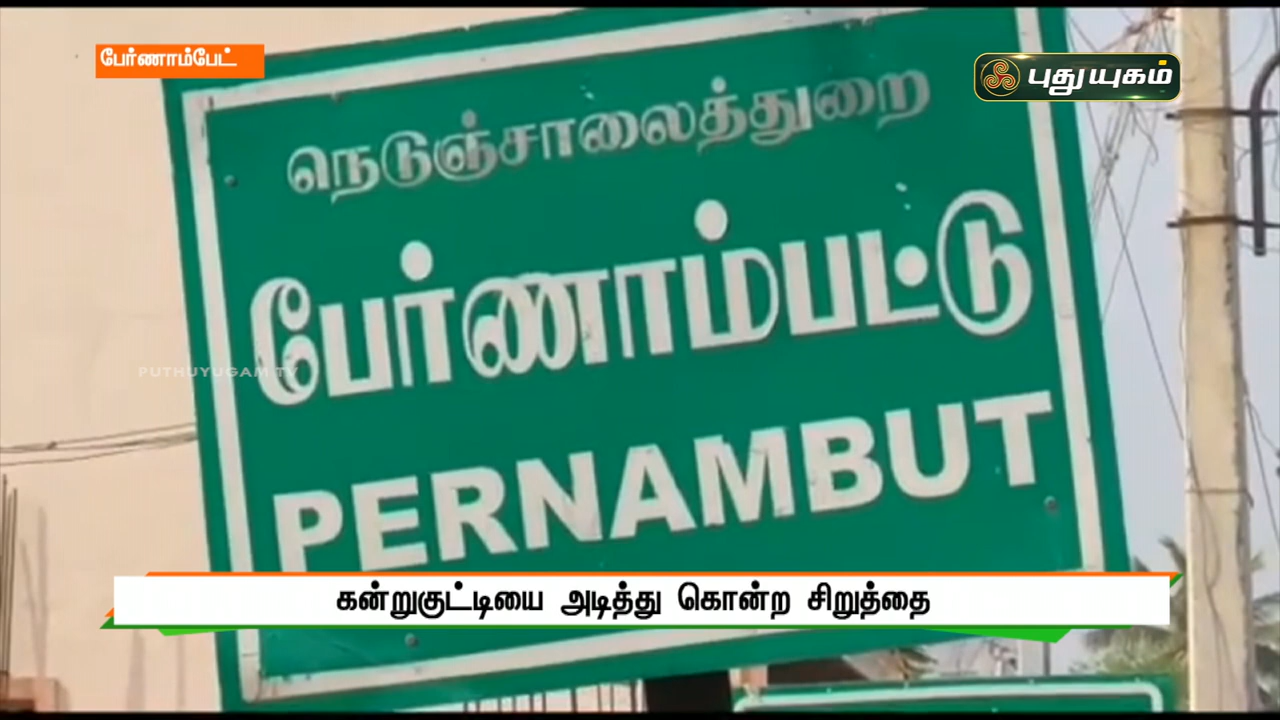 பேர்ணாம்பேட்
புதுயுகம்
நெடுஞ்சாலைத்துறை
பேர்ணாம்பட்டு
PUTHUYUGAM TV
PERNAMBUT
கன்றுகுட்டியை அடித்து கொன்ற சிறுத்தை